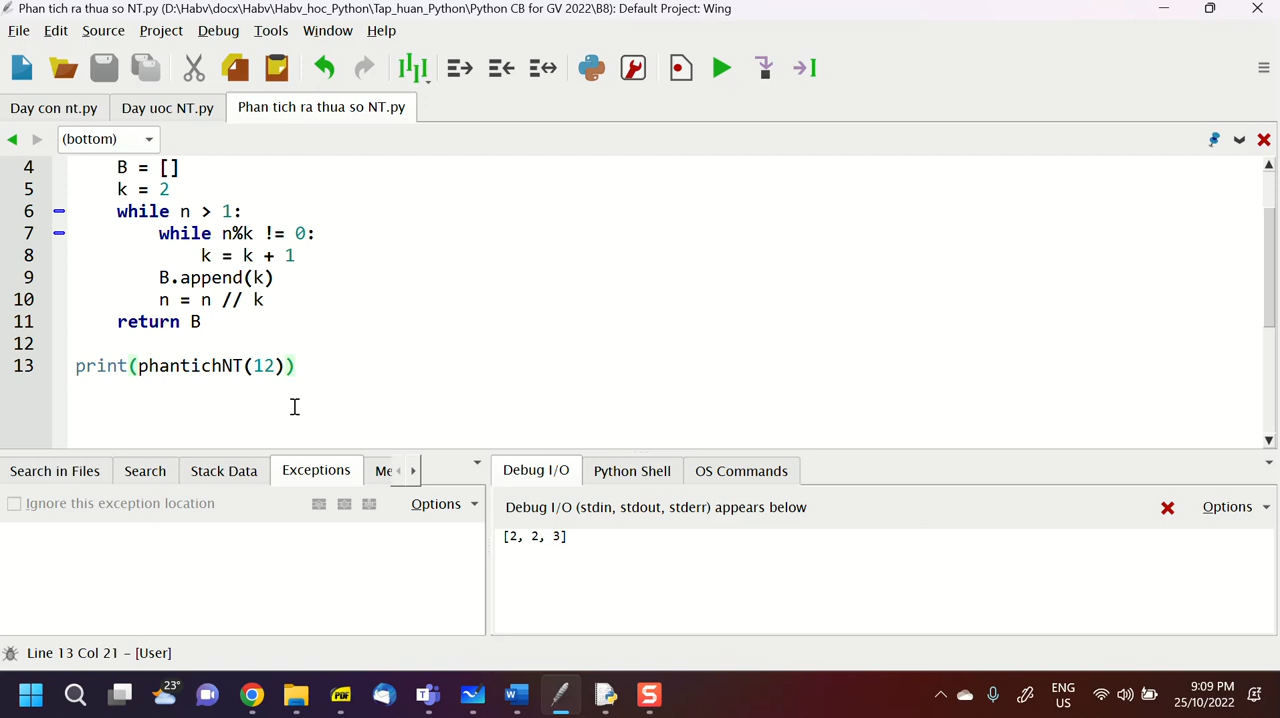 Phan tich ra thua so NT.py (D:\Habv\docx\Habv\Habv_hoc_Python\Tap_huan_Python\Python CB for GV 2022\B8): Default Project: Wing
File Edit Source Project Debug Tools Window Help
Day con nt.py Day uoc NT.py Phan tich ra thua so NT.py
(bottom)
4 B = []
5 k = 2
6 while n > 1:
7 while n%k != 0:
8 k = k + 1
9 B.append(k)
10 n = n // k
11 return B
12
13 print(phantichNT(12))
Search in Files Search Stack Data Exceptions Me Debug I/O Python Shell OS Commands
Ignore this exception location Options Debug I/O (stdin, stdout, stderr) appears below Options
[2, 2, 3]
Line 13 Col 21 – [User]
23° PDF ENG 9:09 PM
US 25/10/2022